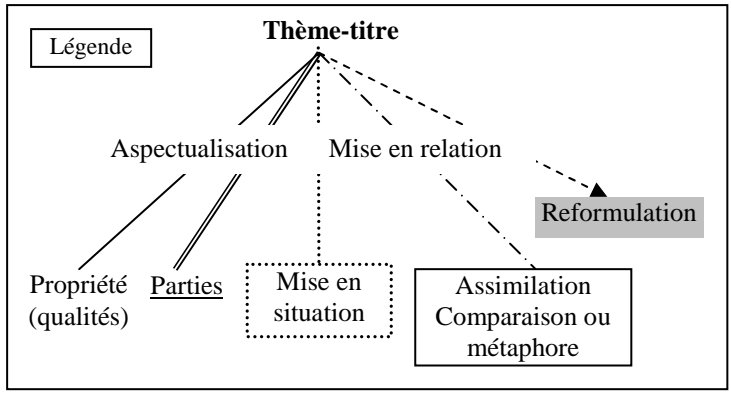 Thème-titre
Légende
Aspectualisation
Mise en relation
Reformulation
Propriété
(qualités)
Parties
Mise en
situation
Assimilation
Comparaison ou
métaphore